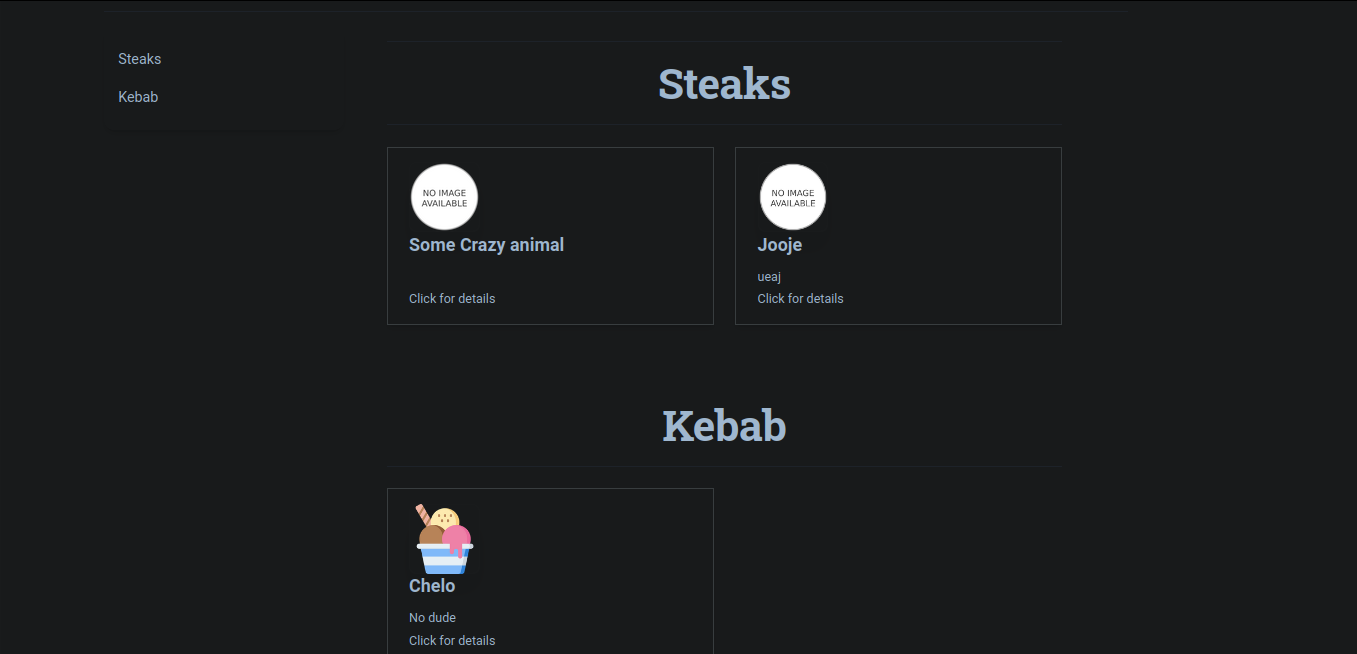 Steaks
Kebab
Steaks
NO IMAGE
AVAILABLE
Some Crazy animal
Click for details
NO IMAGE
AVAILABLE
Jooje
ueaj
Click for details
Kebab
Chelo
No dude
Click for details